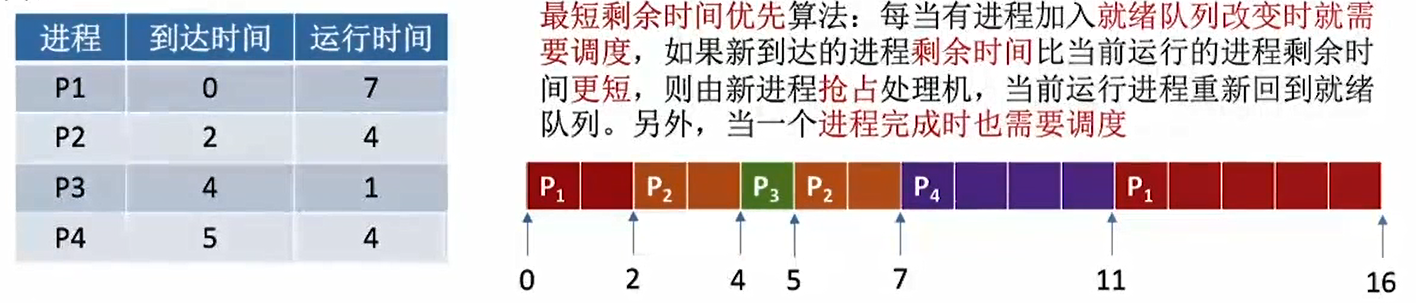 进程 到达时间 运行时间
P1 0 7
P2 2 4
P3 4 1
P4 5 4
最短剩余时间优先算法：每当有进程加入就绪队列改变时就需
要调度，如果新到达的进程剩余时间比当前运行的进程剩余时
间更短，则由新进程抢占处理机，当前运行进程重新回到就绪
队列。另外，当一个进程完成时也需要调度
P₁ P₂ P₃ P₂ P₄ P₁
0 2 4 5 7 11 16